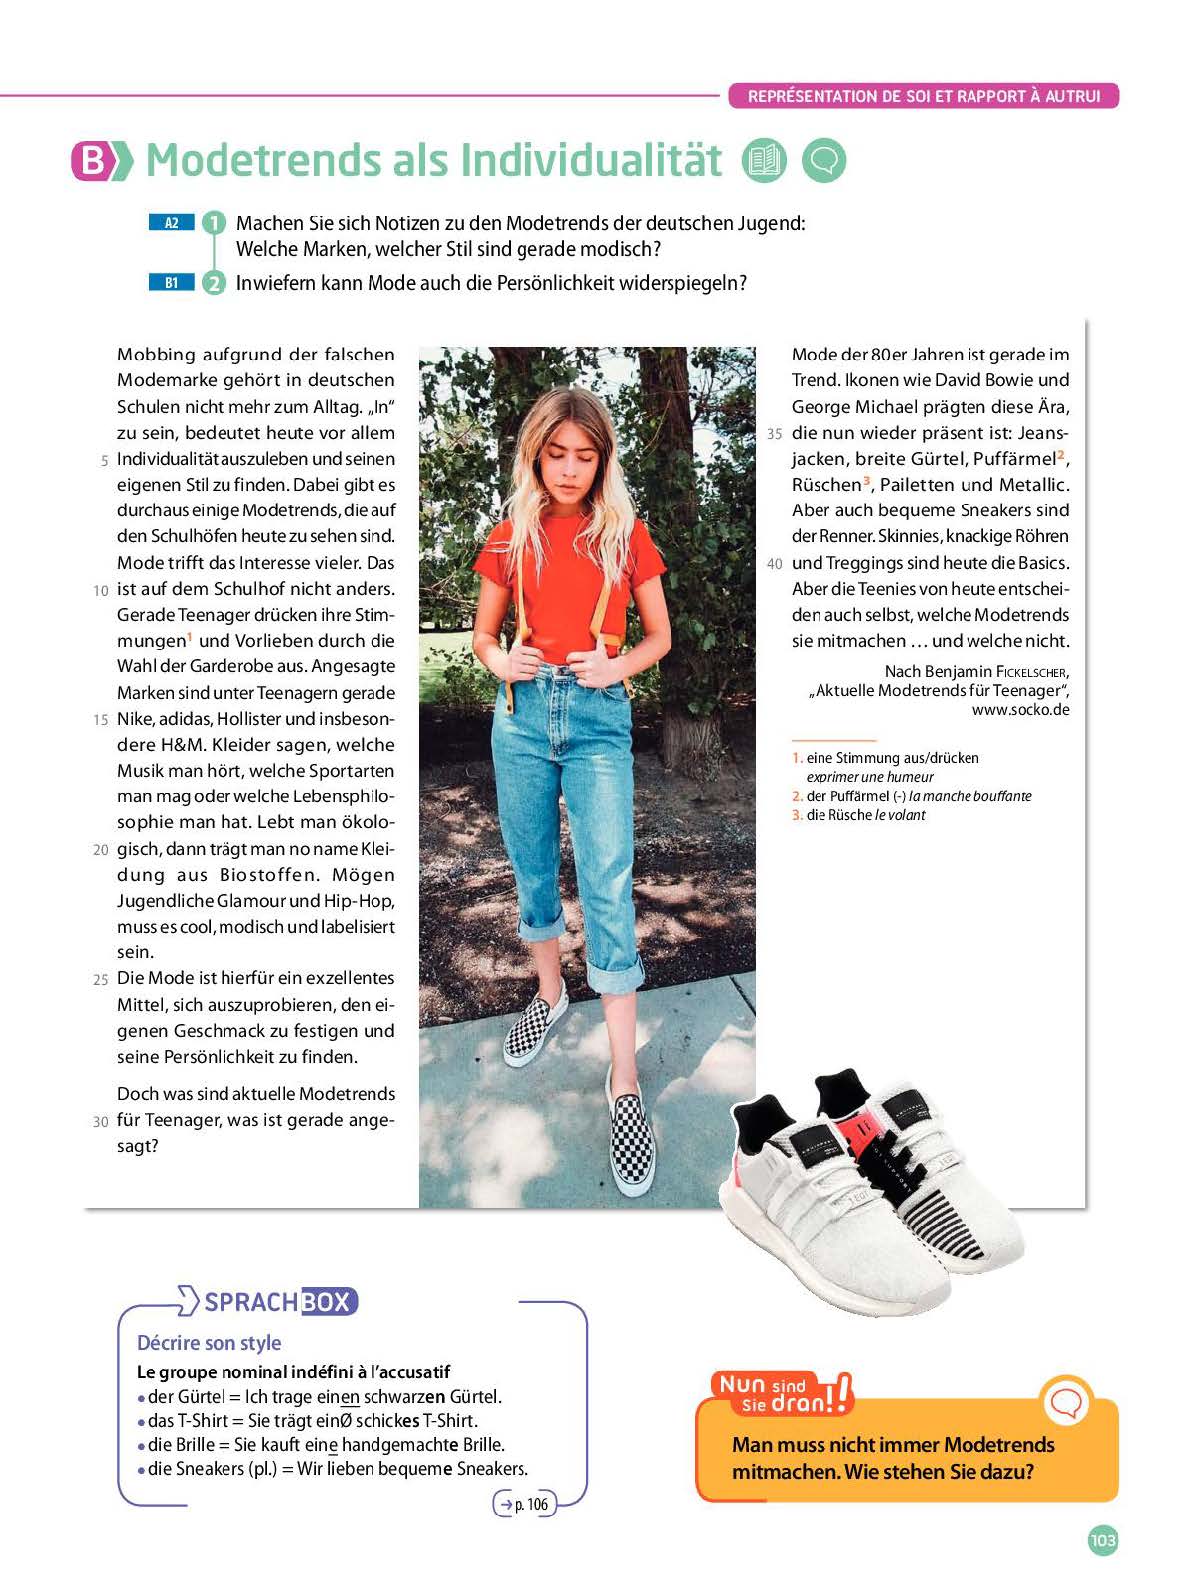 REPRÉSENTATION DE SOI ET RAPPORT À AUTRUI
B Modetrends als Individualität
A2 1 Machen Sie sich Notizen zu den Modetrends der deutschen Jugend:
Welche Marken, welcher Stil sind gerade modisch?
B1 2 Inwiefern kann Mode auch die Persönlichkeit widerspiegeln?
Mobbing aufgrund der falschen
Modemarke gehört in deutschen
Schulen nicht mehr zum Alltag. „In“
zu sein, bedeutet heute vor allem
5 Individualität auszuleben und seinen
eigenen Stil zu finden. Dabei gibt es
durchaus einige Modetrends, die auf
den Schulhöfen heute zu sehen sind.
Mode trifft das Interesse vieler. Das
10 ist auf dem Schulhof nicht anders.
Gerade Teenager drücken ihre Stim-
mungen1 und Vorlieben durch die
Wahl der Garderobe aus. Angesagte
Marken sind unter Teenagern gerade
15 Nike, adidas, Hollister und insbeson-
dere H&M. Kleider sagen, welche
Musik man hört, welche Sportarten
man mag oder welche Lebensphilo-
sophie man hat. Lebt man ökolo-
20 gisch, dann trägt man no name Klei-
dung aus Biostoffen. Mögen
Jugendliche Glamour und Hip-Hop,
muss es cool, modisch und labelisiert
sein.
25 Die Mode ist hierfür ein exzellentes
Mittel, sich auszuprobieren, den ei-
genen Geschmack zu festigen und
seine Persönlichkeit zu finden.
Doch was sind aktuelle Modetrends
30 für Teenager, was ist gerade ange-
sagt?
Mode der 80er Jahren ist gerade im
Trend. Ikonen wie David Bowie und
George Michael prägten diese Ära,
35 die nun wieder präsent ist: Jeans-
jacken, breite Gürtel, Puffärmel2,
Rüschen3, Pailetten und Metallic.
Aber auch bequeme Sneakers sind
der Renner. Skinnies, knackige Röhren
40 und Treggings sind heute die Basics.
Aber die Teenies von heute entschei-
den auch selbst, welche Modetrends
sie mitmachen … und welche nicht.
Nach Benjamin FICKELSCHER,
„Aktuelle Modetrends für Teenager“,
www.socko.de
1. eine Stimmung aus/drücken
exprimer une humeur
2. der Puffärmel (-) la manche bouffante
3. die Rüsche le volant
SPRACHBOX
Décrire son style
Le groupe nominal indéfini à l’accusatif
• der Gürtel = Ich trage einen schwarzen Gürtel.
• das T-Shirt = Sie trägt einØ schickes T-Shirt.
• die Brille = Sie kauft eine handgemachte Brille.
• die Sneakers (pl.) = Wir lieben bequeme Sneakers.
→ p. 106
Nun sind
Sie dran!!
Man muss nicht immer Modetrends
mitmachen. Wie stehen Sie dazu?
103